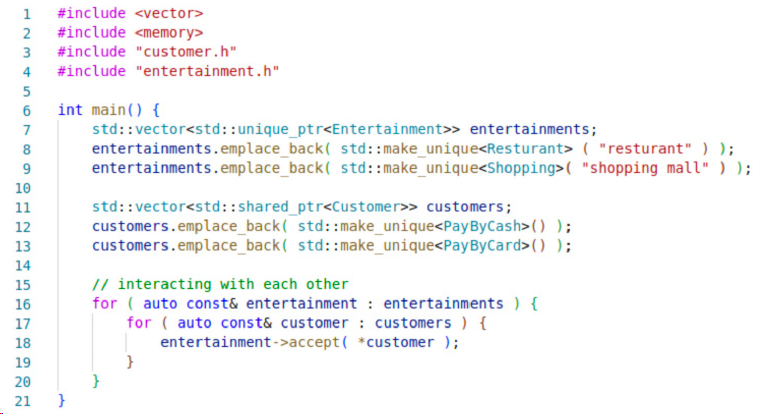 1 #include <vector>
2 #include <memory>
3 #include "customer.h"
4 #include "entertainment.h"
5
6 int main() {
7     std::vector<std::unique_ptr<Entertainment>> entertainments;
8     entertainments.emplace_back( std::make_unique<Resturant> ( "resturant" ) );
9     entertainments.emplace_back( std::make_unique<Shopping>( "shopping mall" ) );
10
11     std::vector<std::shared_ptr<Customer>> customers;
12     customers.emplace_back( std::make_unique<PayByCash>() );
13     customers.emplace_back( std::make_unique<PayByCard>() );
14
15     // interacting with each other
16     for ( auto const& entertainment : entertainments ) {
17         for ( auto const& customer : customers ) {
18             entertainment->accept( *customer );
19         }
20     }
21 }